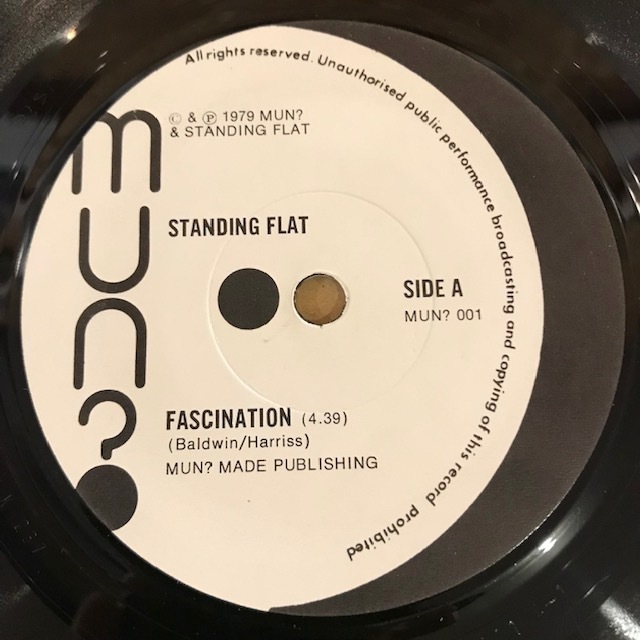 All rights reserved. Unauthorised public performance broadcasting and copying of this record prohibited
mun?
© & ℗ 1979 MUN?
& STANDING FLAT
STANDING FLAT
SIDE A
MUN? 001
FASCINATION (4.39)
(Baldwin/Harriss)
MUN? MADE PUBLISHING